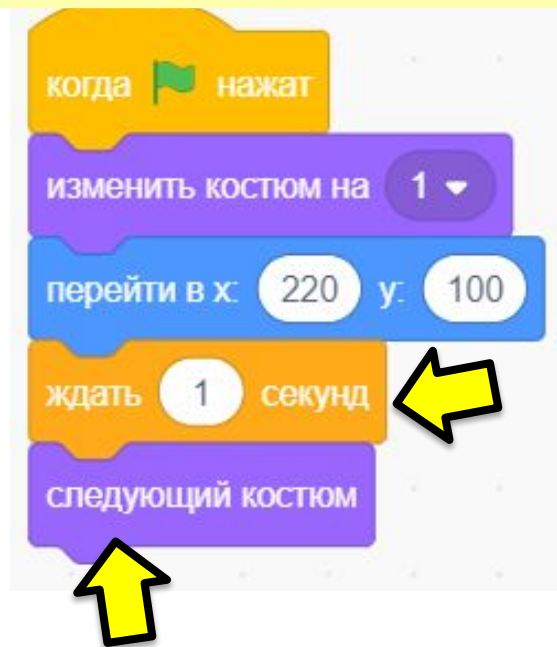 когда нажат
изменить костюм на 1
перейти в x: 220 y: 100
ждать 1 секунд
следующий костюм